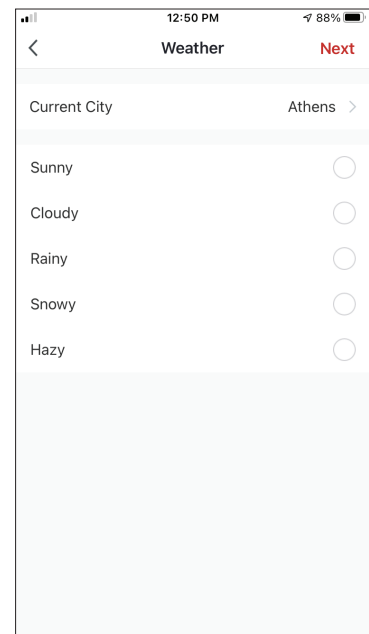 12:50 PM 88%
Weather Next
Current City Athens
Sunny
Cloudy
Rainy
Snowy
Hazy